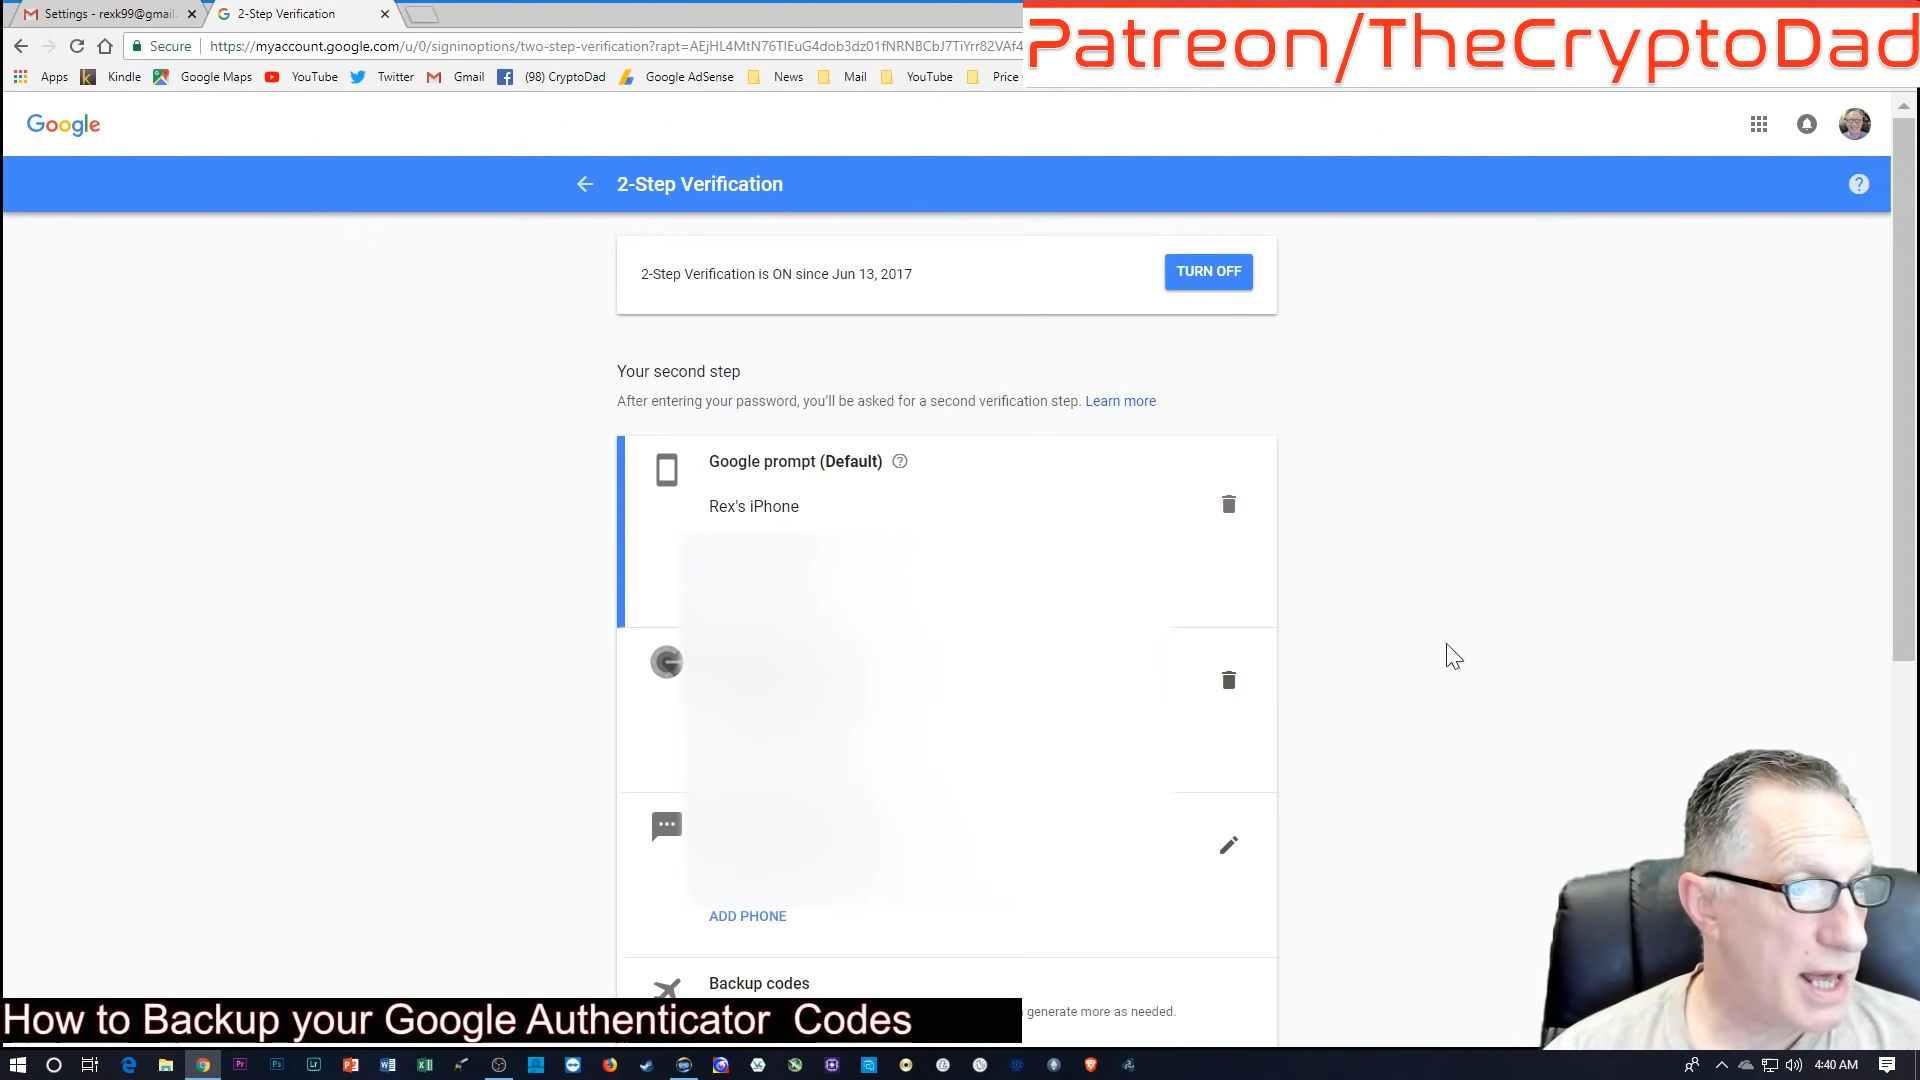 Settings - rexk99@gmail.
2-Step Verification
Secure
https://myaccount.google.com/u/0/signinoptions/two-step-verification?rapt=AEjHL4MtN76TIEuG4dob3dz01fNRNBCbJ7TiYrr82VAf4
Patreon/TheCryptoDad
Apps
Kindle
Google Maps
YouTube
Twitter
Gmail
(98) CryptoDad
Google AdSense
News
Mail
YouTube
Price
Google
2-Step Verification
2-Step Verification is ON since Jun 13, 2017
TURN OFF
Your second step
After entering your password, you'll be asked for a second verification step. Learn more
Google prompt (Default)
Rex's iPhone
ADD PHONE
Backup codes
generate more as needed.
How to Backup your Google Authenticator Codes
4:40 AM